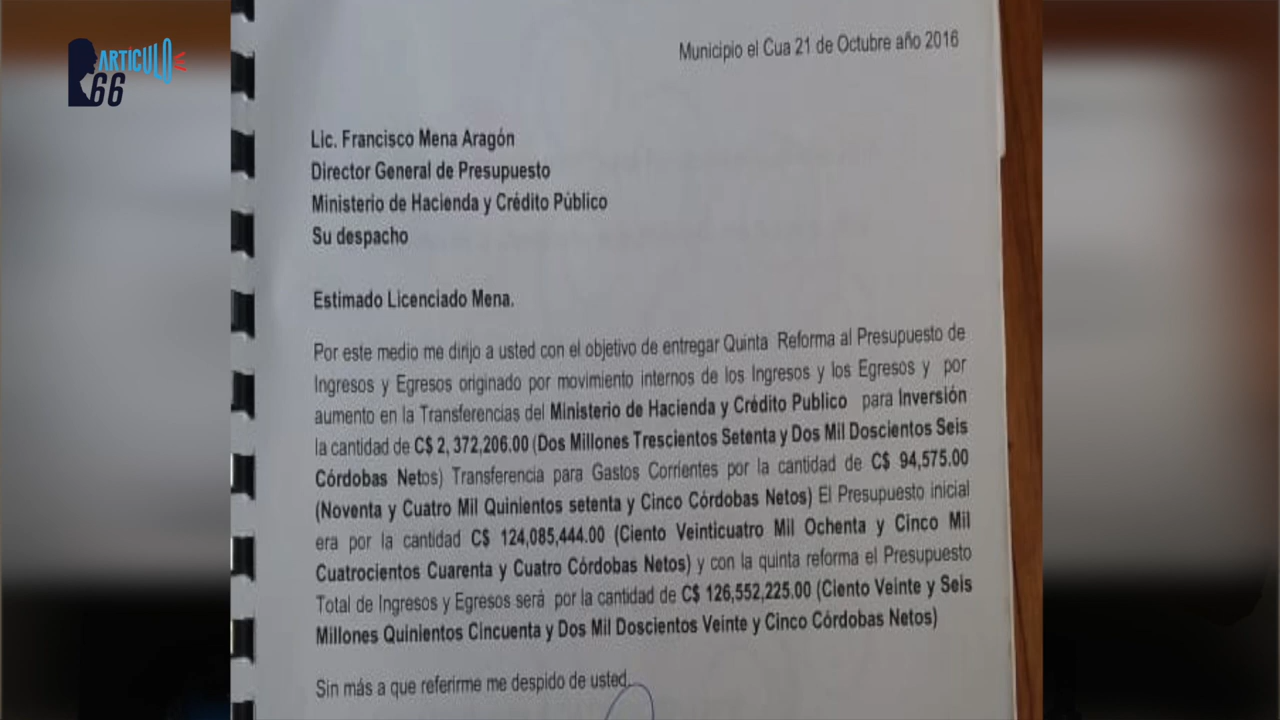 ARTÍCULO
66
Municipio el Cua 21 de Octubre año 2016
Lic. Francisco Mena Aragón
Director General de Presupuesto
Ministerio de Hacienda y Crédito Público
Su despacho
Estimado Licenciado Mena.
Por este medio me dirijo a usted con el objetivo de entregar Quinta Reforma al Presupuesto de
Ingresos y Egresos originado por movimiento internos de los Ingresos y los Egresos y por
aumento en la Transferencias del Ministerio de Hacienda y Crédito Publico para Inversión
la cantidad de C$ 2, 372,206.00 (Dos Millones Trescientos Setenta y Dos Mil Doscientos Seis
Córdobas Netos) Transferencia para Gastos Corrientes por la cantidad de C$ 94,575.00
(Noventa y Cuatro Mil Quinientos setenta y Cinco Córdobas Netos) El Presupuesto inicial
era por la cantidad C$ 124,085,444.00 (Ciento Veinticuatro Mil Ochenta y Cinco Mil
Cuatrocientos Cuarenta y Cuatro Córdobas Netos) y con la quinta reforma el Presupuesto
Total de Ingresos y Egresos será por la cantidad de C$ 126,552,225.00 (Ciento Veinte y Seis
Millones Quinientos Cincuenta y Dos Mil Doscientos Veinte y Cinco Córdobas Netos)
Sin más a que referirme me despido de usted.